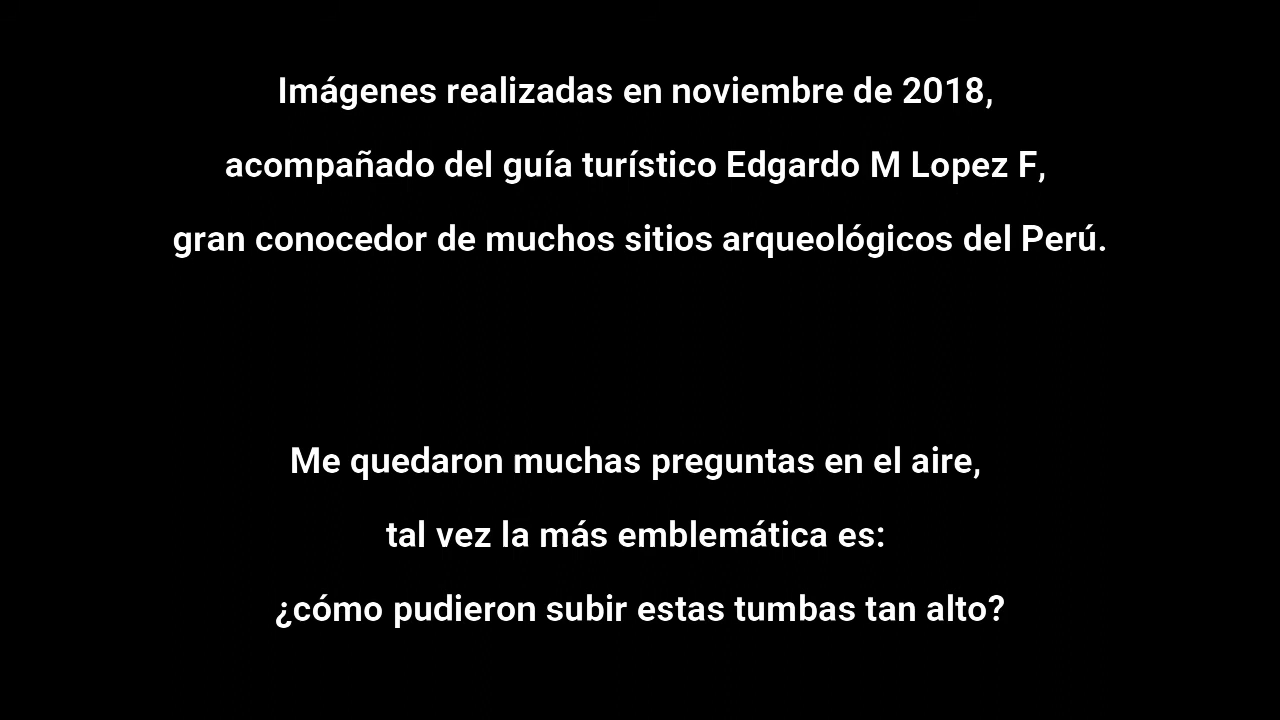 Imágenes realizadas en noviembre de 2018,
acompañado del guía turístico Edgardo M Lopez F,
gran conocedor de muchos sitios arqueológicos del Perú.
Me quedaron muchas preguntas en el aire,
tal vez la más emblemática es:
¿cómo pudieron subir estas tumbas tan alto?